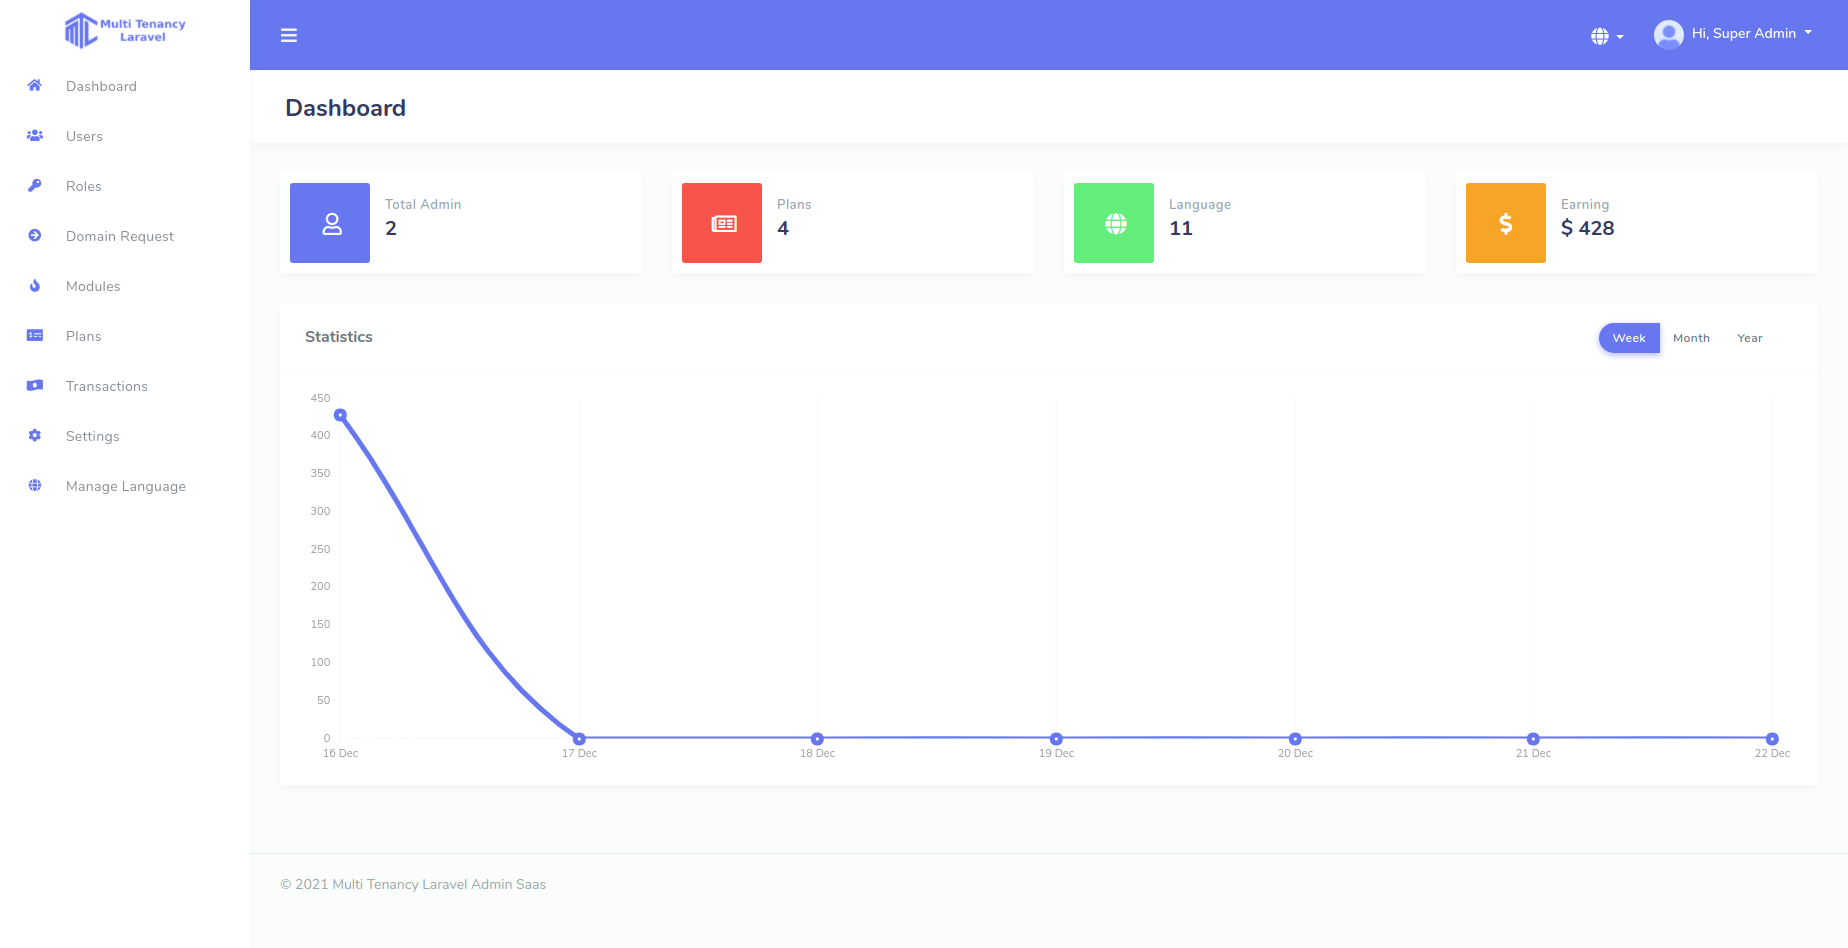 Multi Tenancy
Laravel
Hi, Super Admin
Dashboard
Users
Roles
Domain Request
Modules
Plans
Transactions
Settings
Manage Language
Dashboard
Total Admin
2
Plans
4
Language
11
Earning
$ 428
Statistics
Week Month Year
450
400
350
300
250
200
150
100
50
0
16 Dec 17 Dec 18 Dec 19 Dec 20 Dec 21 Dec 22 Dec
© 2021 Multi Tenancy Laravel Admin Saas